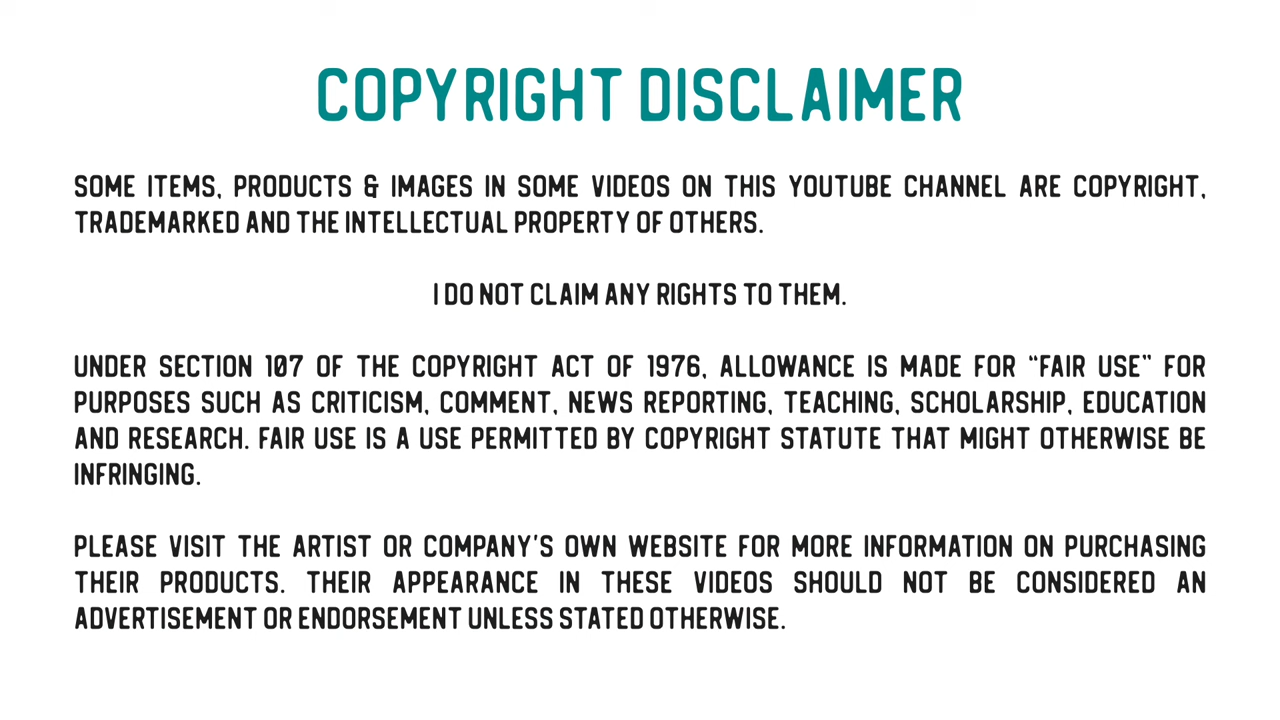 COPYRIGHT DISCLAIMER
SOME ITEMS, PRODUCTS & IMAGES IN SOME VIDEOS ON THIS YOUTUBE CHANNEL ARE COPYRIGHT,
TRADEMARKED AND THE INTELLECTUAL PROPERTY OF OTHERS.
I DO NOT CLAIM ANY RIGHTS TO THEM.
UNDER SECTION 107 OF THE COPYRIGHT ACT OF 1976, ALLOWANCE IS MADE FOR “FAIR USE” FOR
PURPOSES SUCH AS CRITICISM, COMMENT, NEWS REPORTING, TEACHING, SCHOLARSHIP, EDUCATION
AND RESEARCH. FAIR USE IS A USE PERMITTED BY COPYRIGHT STATUTE THAT MIGHT OTHERWISE BE
INFRINGING.
PLEASE VISIT THE ARTIST OR COMPANY’S OWN WEBSITE FOR MORE INFORMATION ON PURCHASING
THEIR PRODUCTS. THEIR APPEARANCE IN THESE VIDEOS SHOULD NOT BE CONSIDERED AN
ADVERTISEMENT OR ENDORSEMENT UNLESS STATED OTHERWISE.